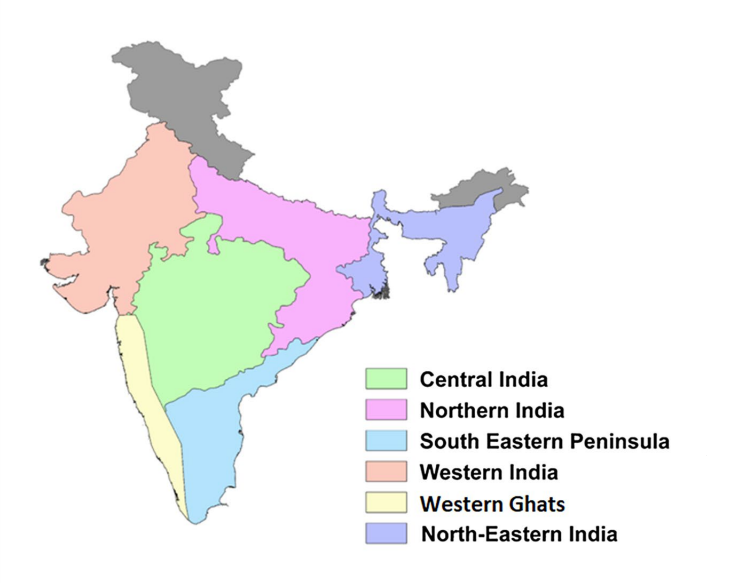 Central India
Northern India
South Eastern Peninsula
Western India
Western Ghats
North-Eastern India